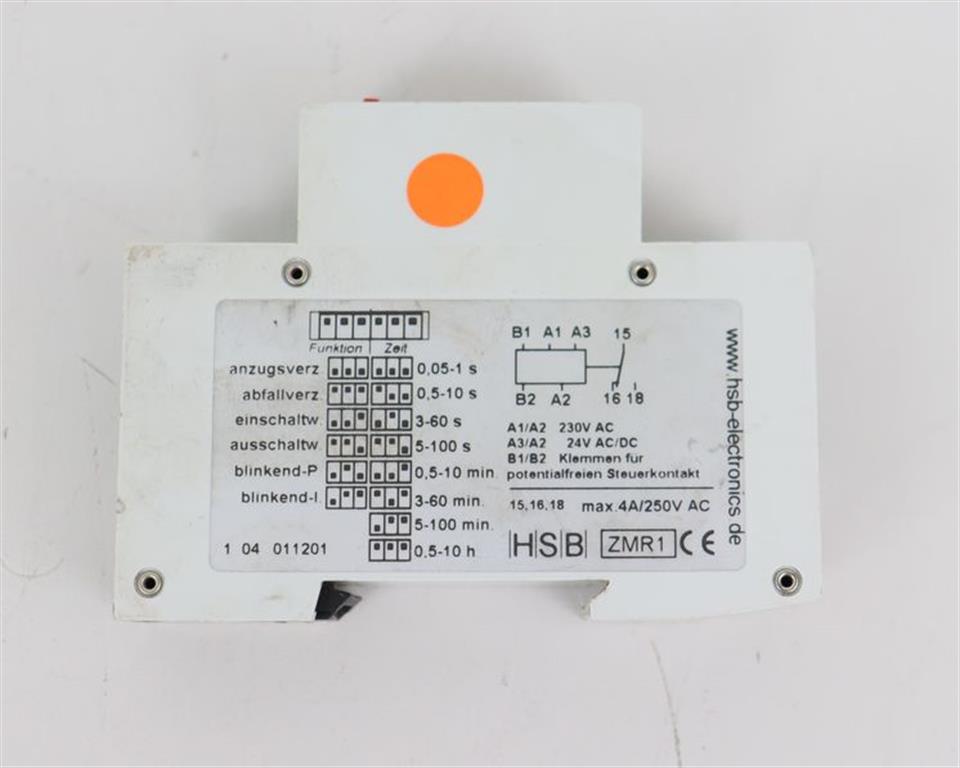 Funktion Zeit
anzugsverz. 0,05-1 s
abfallverz. 0,5-10 s
einschaltw. 3-60 s
ausschaltw. 5-100 s
blinkend-P 0,5-10 min.
blinkend-I. 3-60 min.
5-100 min.
0,5-10 h
1 04 011201
B1 A1 A3 15
B2 A2 16 18
A1/A2 230V AC
A3/A2 24V AC/DC
B1/B2 Klemmen für
potentialfreien Steuerkontakt
15,16,18 max.4A/250V AC
HSB ZMR1 CE
www.hsb-electronics.de